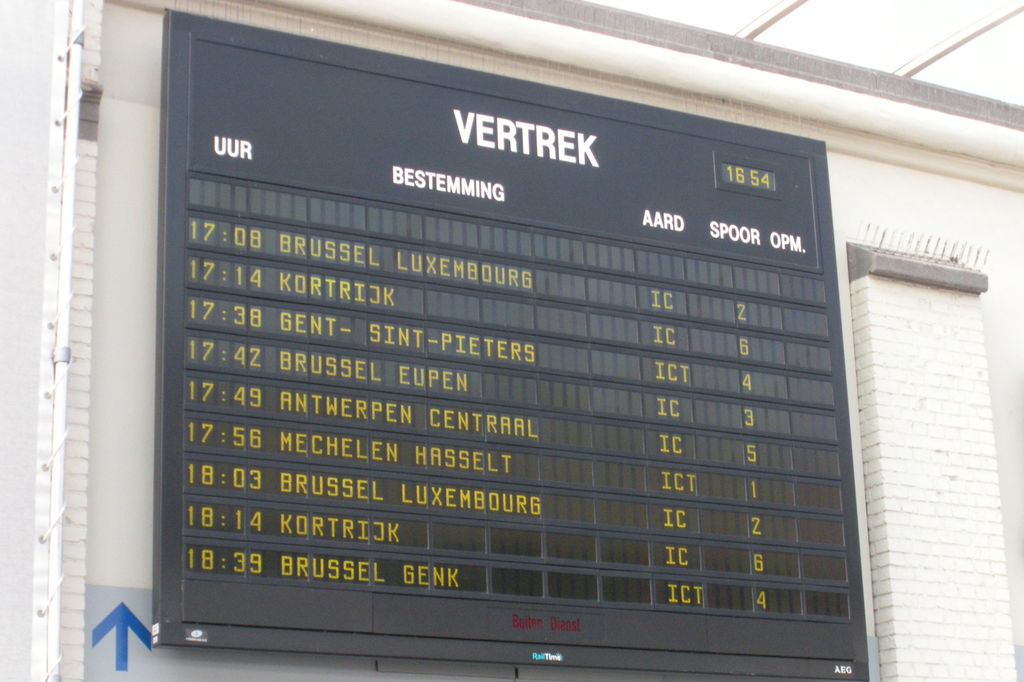 VERTREK
UUR BESTEMMING AARD SPOOR OPM.
16 54
17:08 BRUSSEL LUXEMBOURG IC 2
17:14 KORTRIJK IC 6
17:38 GENT- SINT-PIETERS ICT 4
17:42 BRUSSEL EUPEN IC 3
17:49 ANTWERPEN CENTRAAL IC 5
17:56 MECHELEN HASSELT ICT 1
18:03 BRUSSEL LUXEMBOURG IC 2
18:14 KORTRIJK IC 6
18:39 BRUSSEL GENK ICT 4
Buiten Dienst
RailTime
AEG